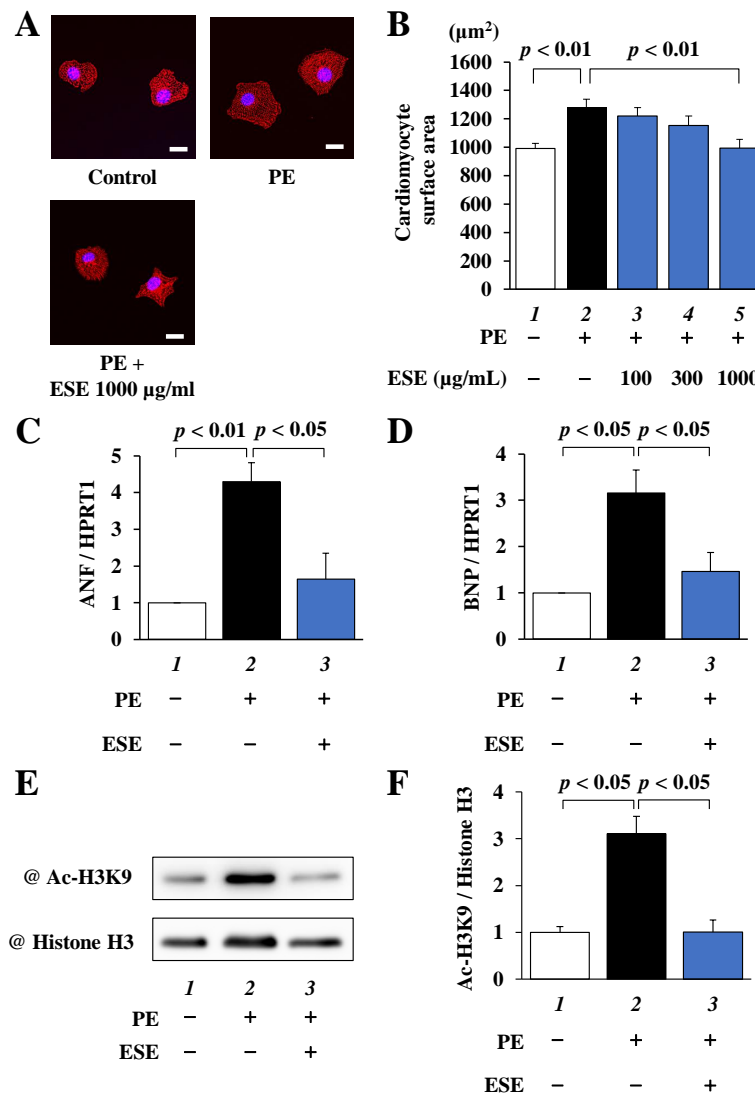 A
Control
PE
PE +
ESE 1000 μg/ml
B
(μm²)
p < 0.01
p < 0.01
Cardiomyocyte
surface area
1400
1200
1000
800
600
400
200
0
1 2 3 4 5
PE − + + + +
ESE (μg/mL) − − 100 300 1000
C
p < 0.01 p < 0.05
ANF / HPRT1
5
4
3
2
1
0
1 2 3
PE − + +
ESE − − +
D
p < 0.05 p < 0.05
BNP / HPRT1
4
3
2
1
0
1 2 3
PE − + +
ESE − − +
E
@ Ac-H3K9
@ Histone H3
1 2 3
PE − + +
ESE − − +
F
p < 0.05 p < 0.05
Ac-H3K9 / Histone H3
4
3
2
1
0
1 2 3
PE − + +
ESE − − +